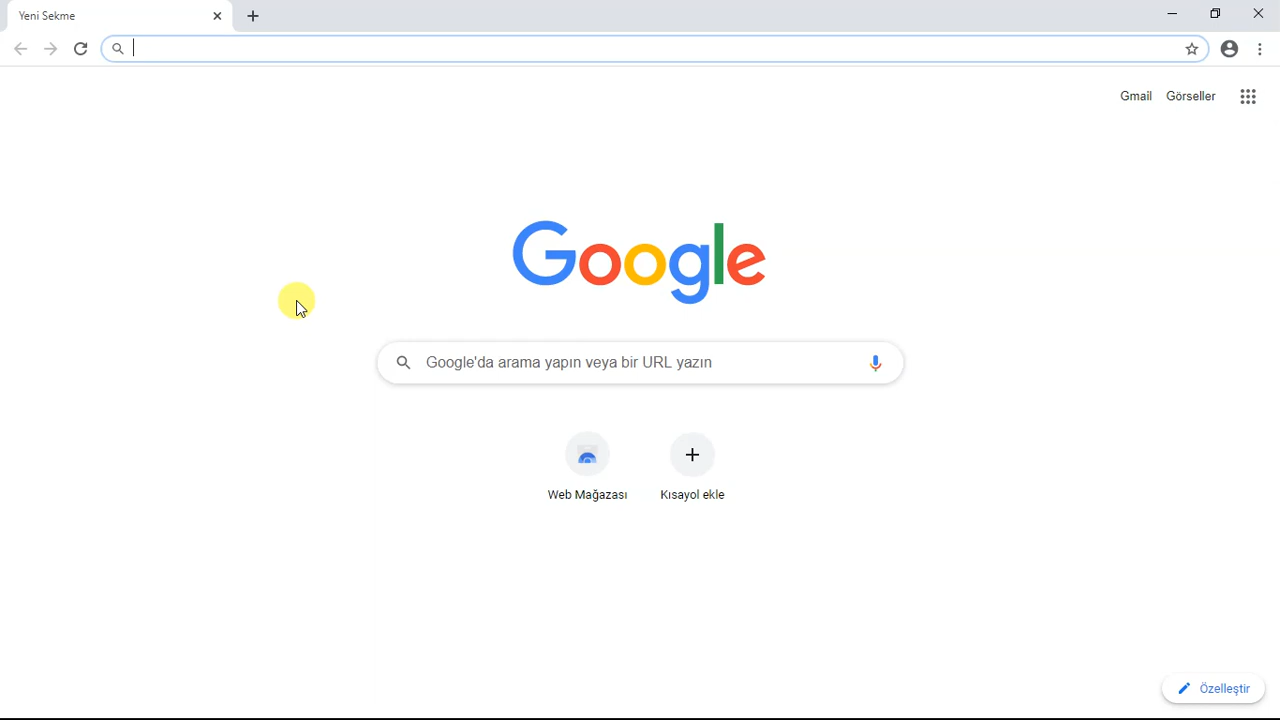 Yeni Sekme
Gmail Görseller
Google
Google'da arama yapın veya bir URL yazın
Web Mağazası Kısayol ekle
Özelleştir